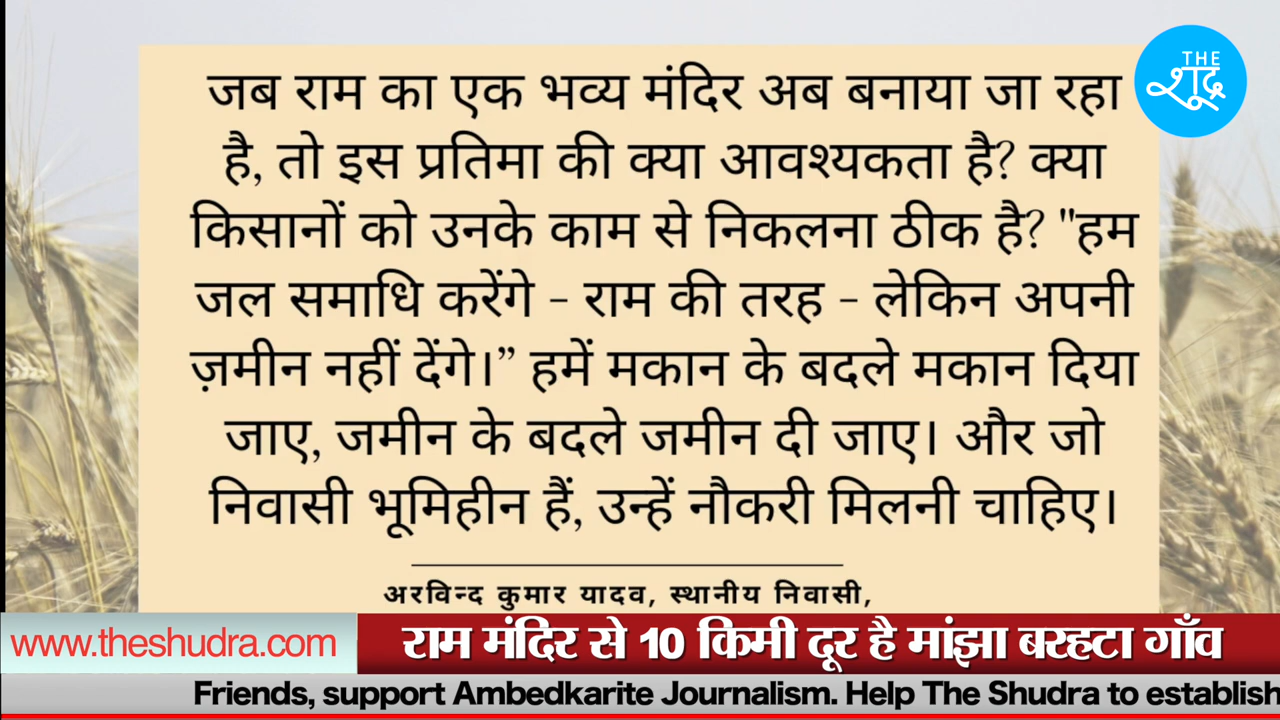 THE
शूद्र
जब राम का एक भव्य मंदिर अब बनाया जा रहा
है, तो इस प्रतिमा की क्या आवश्यकता है? क्या
किसानों को उनके काम से निकलना ठीक है? "हम
जल समाधि करेंगे – राम की तरह – लेकिन अपनी
ज़मीन नहीं देंगे।” हमें मकान के बदले मकान दिया
जाए, जमीन के बदले जमीन दी जाए। और जो
निवासी भूमिहीन हैं, उन्हें नौकरी मिलनी चाहिए।
अरविन्द कुमार यादव, स्थानीय निवासी,
www.theshudra.com
राम मंदिर से 10 किमी दूर है मांझा बरहटा गाँव
Friends, support Ambedkarite Journalism. Help The Shudra to establish